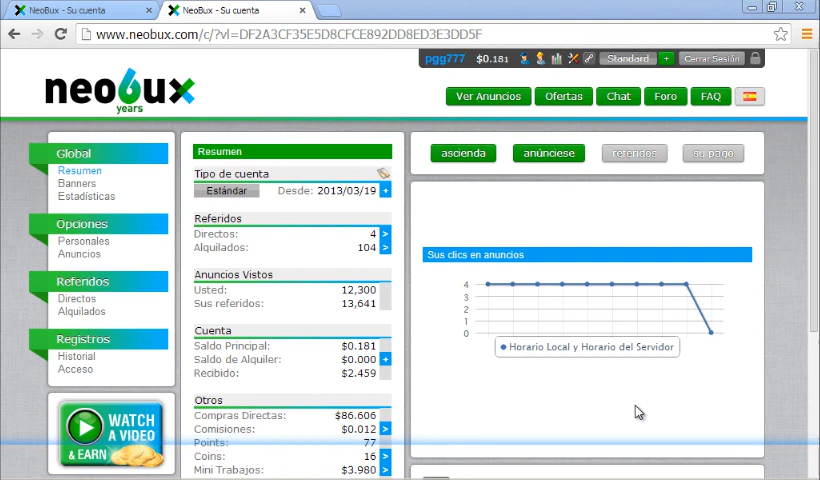 NeoBux - Su cuenta
NeoBux - Su cuenta
www.neobux.com/c/?vl=DF2A3CF35E5D8CFCE892DD8ED3E3DD5F
pgg777 $0.181 Standard + Cerrar Sesión
neobux
6 years
Ver Anuncios Ofertas Chat Foro FAQ
Global
Resumen
Banners
Estadísticas
Opciones
Personales
Anuncios
Referidos
Directos
Alquilados
Registros
Historial
Acceso
WATCH
A VIDEO
& EARN
Resumen
Tipo de cuenta
Estándar Desde: 2013/03/19 +
Referidos
Directos: 4 >
Alquilados: 104 >
Anuncios Vistos
Usted: 12,300
Sus referidos: 13,641
Cuenta
Saldo Principal: $0.181
Saldo de Alquiler: $0.000 +
Recibido: $2.459
Otros
Compras Directas: $86.606
Comisiones: $0.012 >
Points: 77
Coins: 16 >
Mini Trabajos: $3.980 >
ascienda anúnciese referidos su pago
Sus clics en anuncios
4
3
2
1
0
Horario Local y Horario del Servidor